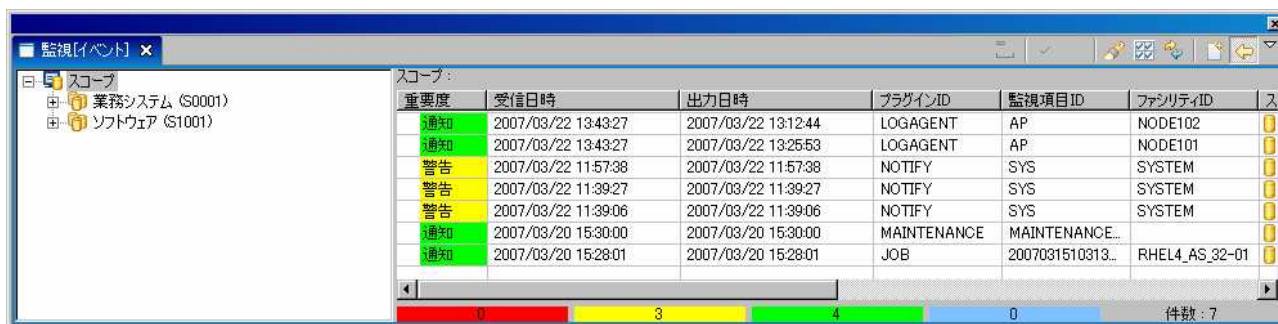 監視[イベント]
スコープ
業務システム (S0001)
ソフトウェア (S1001)
スコープ :
重要度 受信日時 出力日時 プラグインID 監視項目ID ファシリティID ス
通知 2007/03/22 13:43:27 2007/03/22 13:12:44 LOGAGENT AP NODE102
通知 2007/03/22 13:43:27 2007/03/22 13:25:53 LOGAGENT AP NODE101
警告 2007/03/22 11:57:38 2007/03/22 11:57:38 NOTIFY SYS SYSTEM
警告 2007/03/22 11:39:27 2007/03/22 11:39:27 NOTIFY SYS SYSTEM
警告 2007/03/22 11:39:06 2007/03/22 11:39:06 NOTIFY SYS SYSTEM
通知 2007/03/20 15:30:00 2007/03/20 15:30:00 MAINTENANCE MAINTENANCE...
通知 2007/03/20 15:28:01 2007/03/20 15:28:01 JOB 2007031510313... RHEL4_AS_32-01
0 3 4 0 件数 : 7